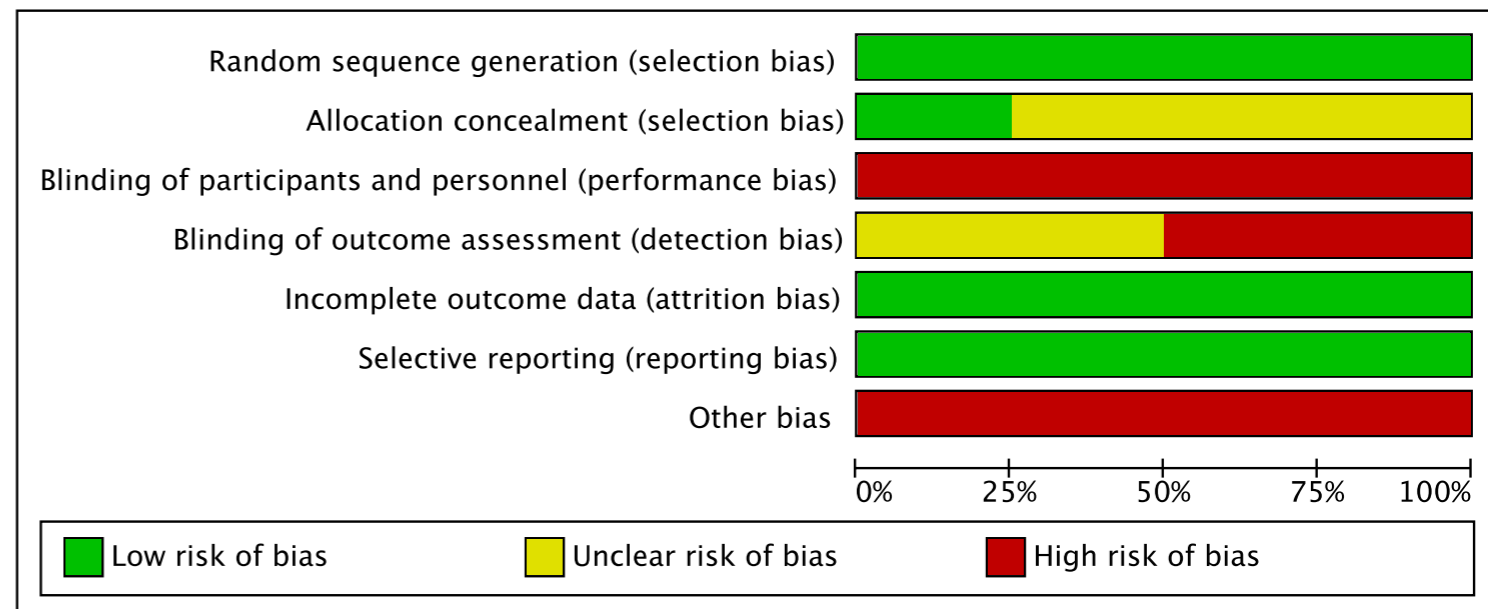 Random sequence generation (selection bias)
Allocation concealment (selection bias)
Blinding of participants and personnel (performance bias)
Blinding of outcome assessment (detection bias)
Incomplete outcome data (attrition bias)
Selective reporting (reporting bias)
Other bias
0% 25% 50% 75% 100%
Low risk of bias Unclear risk of bias High risk of bias